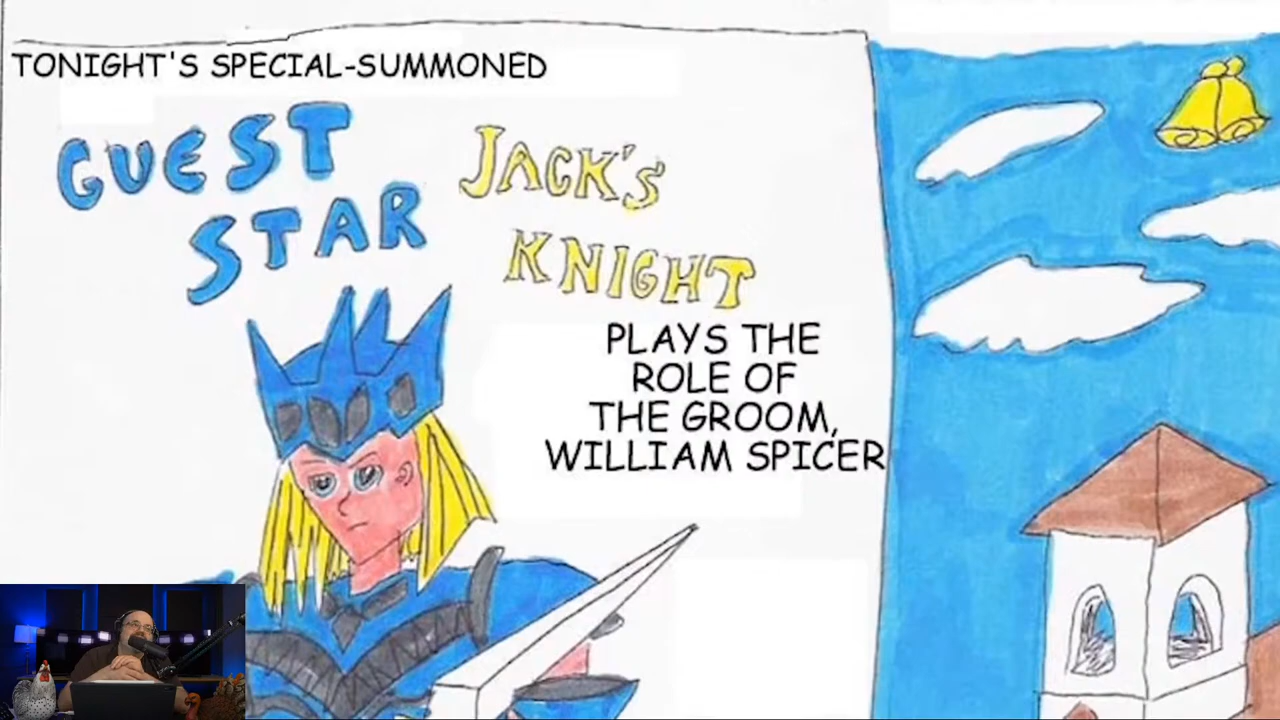 TONIGHT'S SPECIAL-SUMMONED
GUEST
STAR
JACK'S
KNIGHT
PLAYS THE
ROLE OF
THE GROOM,
WILLIAM SPICER